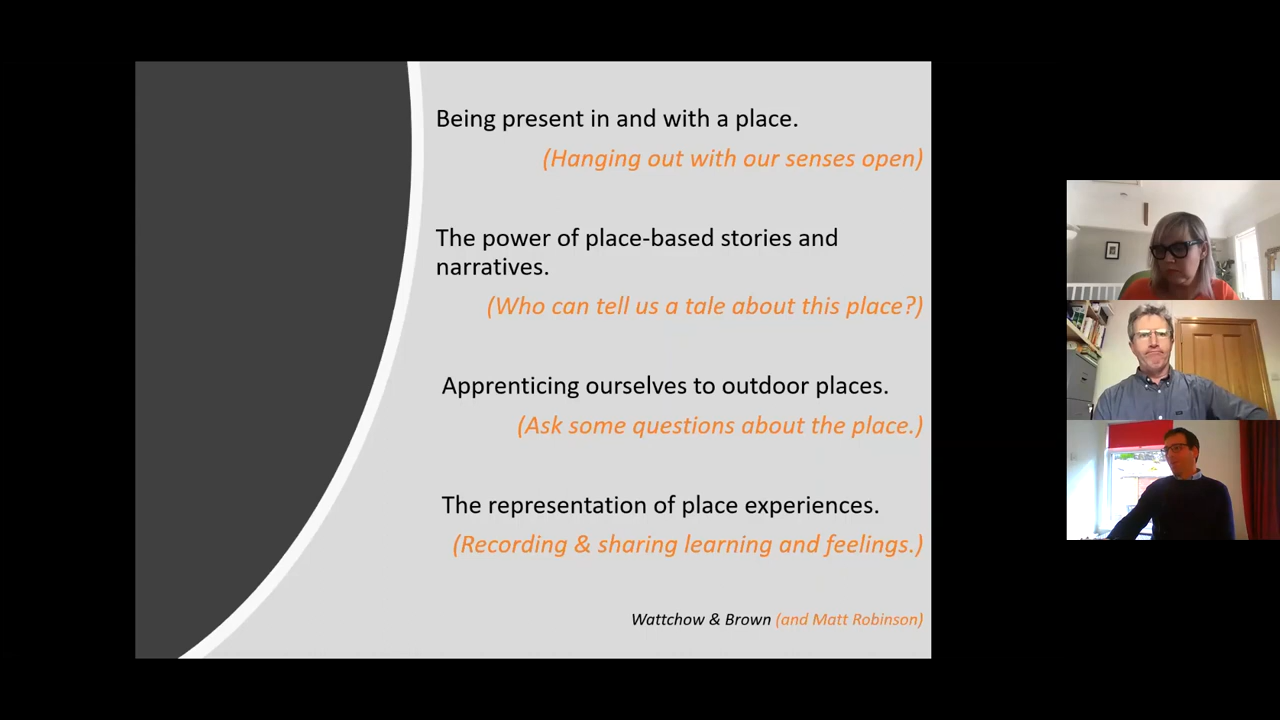 Being present in and with a place.
(Hanging out with our senses open)
The power of place-based stories and
narratives.
(Who can tell us a tale about this place?)
Apprenticing ourselves to outdoor places.
(Ask some questions about the place.)
The representation of place experiences.
(Recording & sharing learning and feelings.)
Wattchow & Brown (and Matt Robinson)